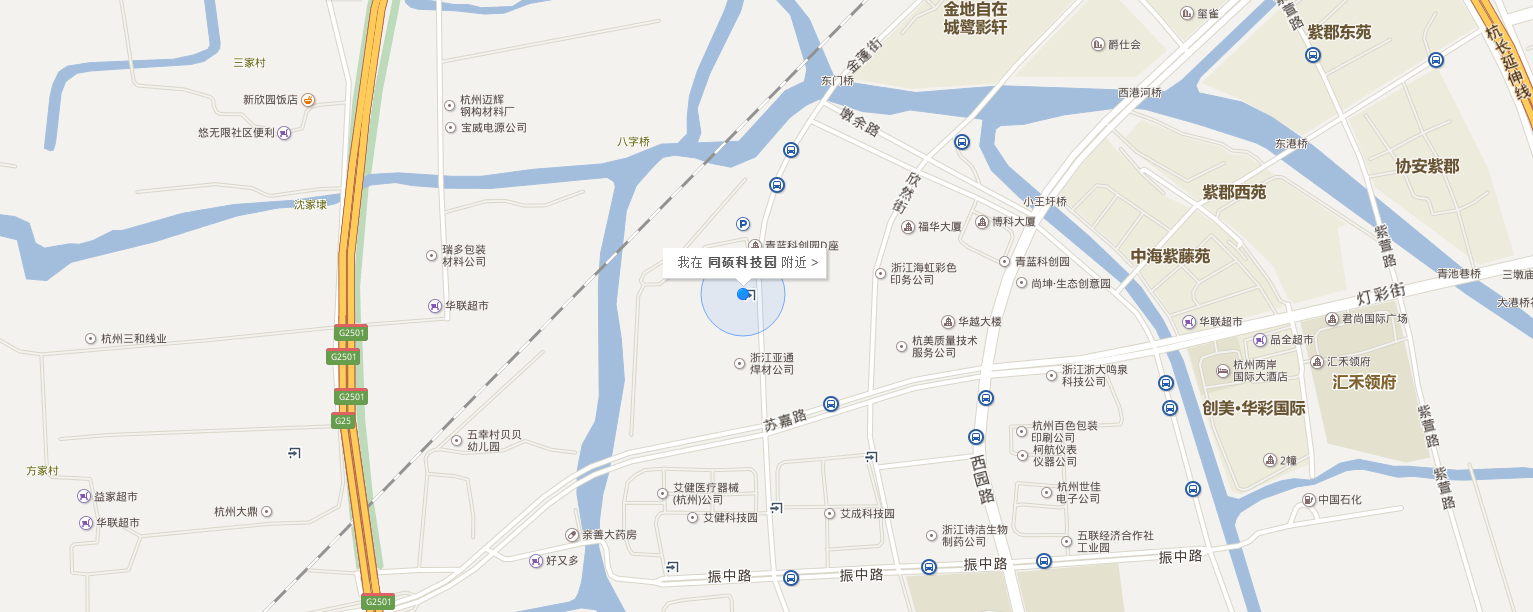 金地自在
城鹭影轩
玺雀
紫萱路
紫郡东苑
杭长延伸线
爵仕会
金蓬街
三家村
东门桥
西港河桥
新欣园饭店
杭州迈辉
钢构材料厂
宝威电源公司
悠无限社区便利
八字桥
墩余路
东港桥
协安紫郡
欣然街
紫郡西苑
沈家埭
小王圩桥
福华大厦
博科大厦
紫萱路
青蓝科创园D座
瑞多包装
材料公司
中海紫藤苑
我在 同硕科技园 附近 >
青蓝科创园
浙江海虹彩色
印务公司
尚坤·生态创意园
青池巷桥
三墩庙
灯彩街
大港桥社
华联超市
华越大楼
华联超市
君尚国际广场
G2501
杭州三和线业
杭美质量技术
服务公司
品全超市
G2501
浙江亚通
焊材公司
浙江浙大鸣泉
科技公司
杭州两岸
国际大酒店
汇禾领府
汇禾领府
G2501
创美·华彩国际
G25
苏嘉路
紫萱路
五幸村贝贝
幼儿园
杭州百色包装
印刷公司
柯航仪表
仪器公司
2幢
方家村
西园路
紫萱路
益家超市
艾健医疗器械
(杭州)公司
杭州世佳
电子公司
中国石化
杭州大鼎
艾健科技园
艾成科技园
华联超市
亲善大药房
浙江诗洁生物
制药公司
五联经济合作社
工业园
好又多
振中路
振中路
振中路
振中路
G2501